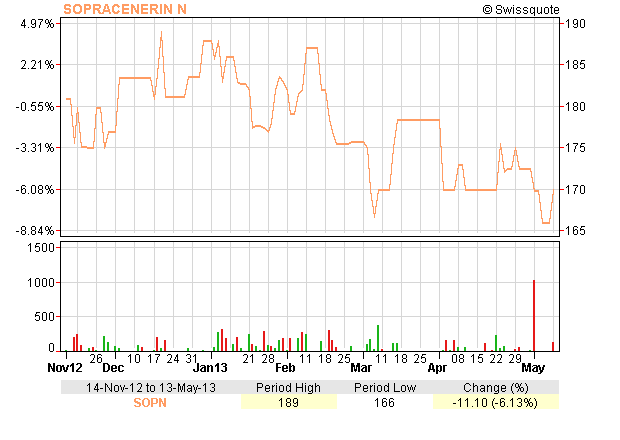 SOPRACENERIN N © Swissquote
4.97% 190
2.21% 185
-0.55% 180
-3.31% 175
-6.08% 170
-8.84% 165
1500
1000
500
0
26 10 17 24 31 21 28 11 18 25 11 18 25 08 15 22 29
Nov12 Dec Jan13 Feb Mar Apr May
14-Nov-12 to 13-May-13 Period High Period Low Change (%)
SOPN 189 166 -11.10 (-6.13%)